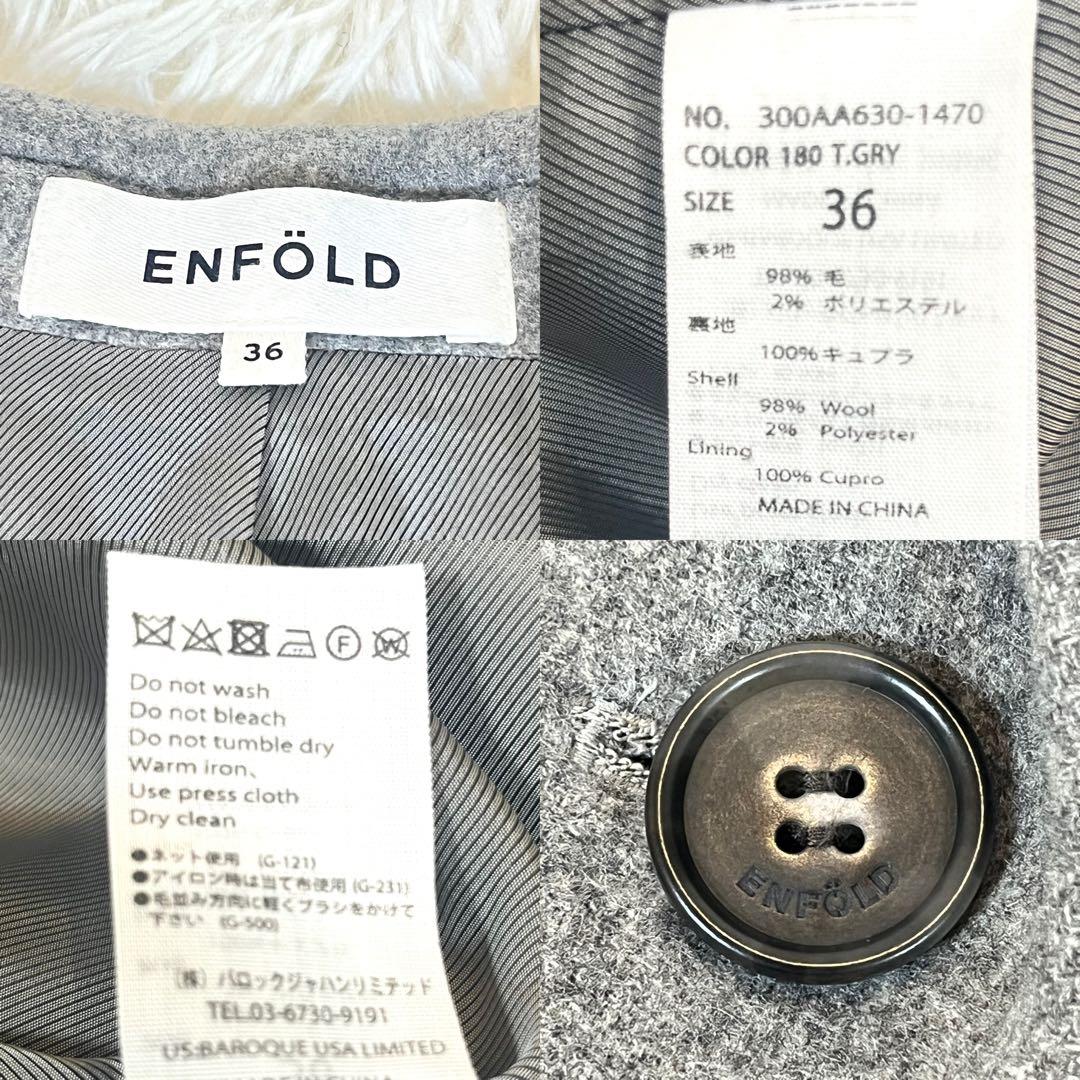 ENFÖLD
36
NO. 300AA630-1470
COLOR 180 T.GRY
SIZE 36
表地
98% 毛
2% ポリエステル
裏地
100% キュプラ
Shell
98% Wool
2% Polyester
Lining
100% Cupro
MADE IN CHINA
Do not wash
Do not bleach
Do not tumble dry
Warm iron、
Use press cloth
Dry clean
●ネット使用 (G-121)
●アイロン時は当て布使用 (G-231)
●毛並み方向に軽くブラシをかけて
下さい (G-500)
(株) バロックジャパンリミテッド
TEL.03-6730-9191
US:BAROQUE USA LIMITED
MADE IN CHINA
ENFÖLD